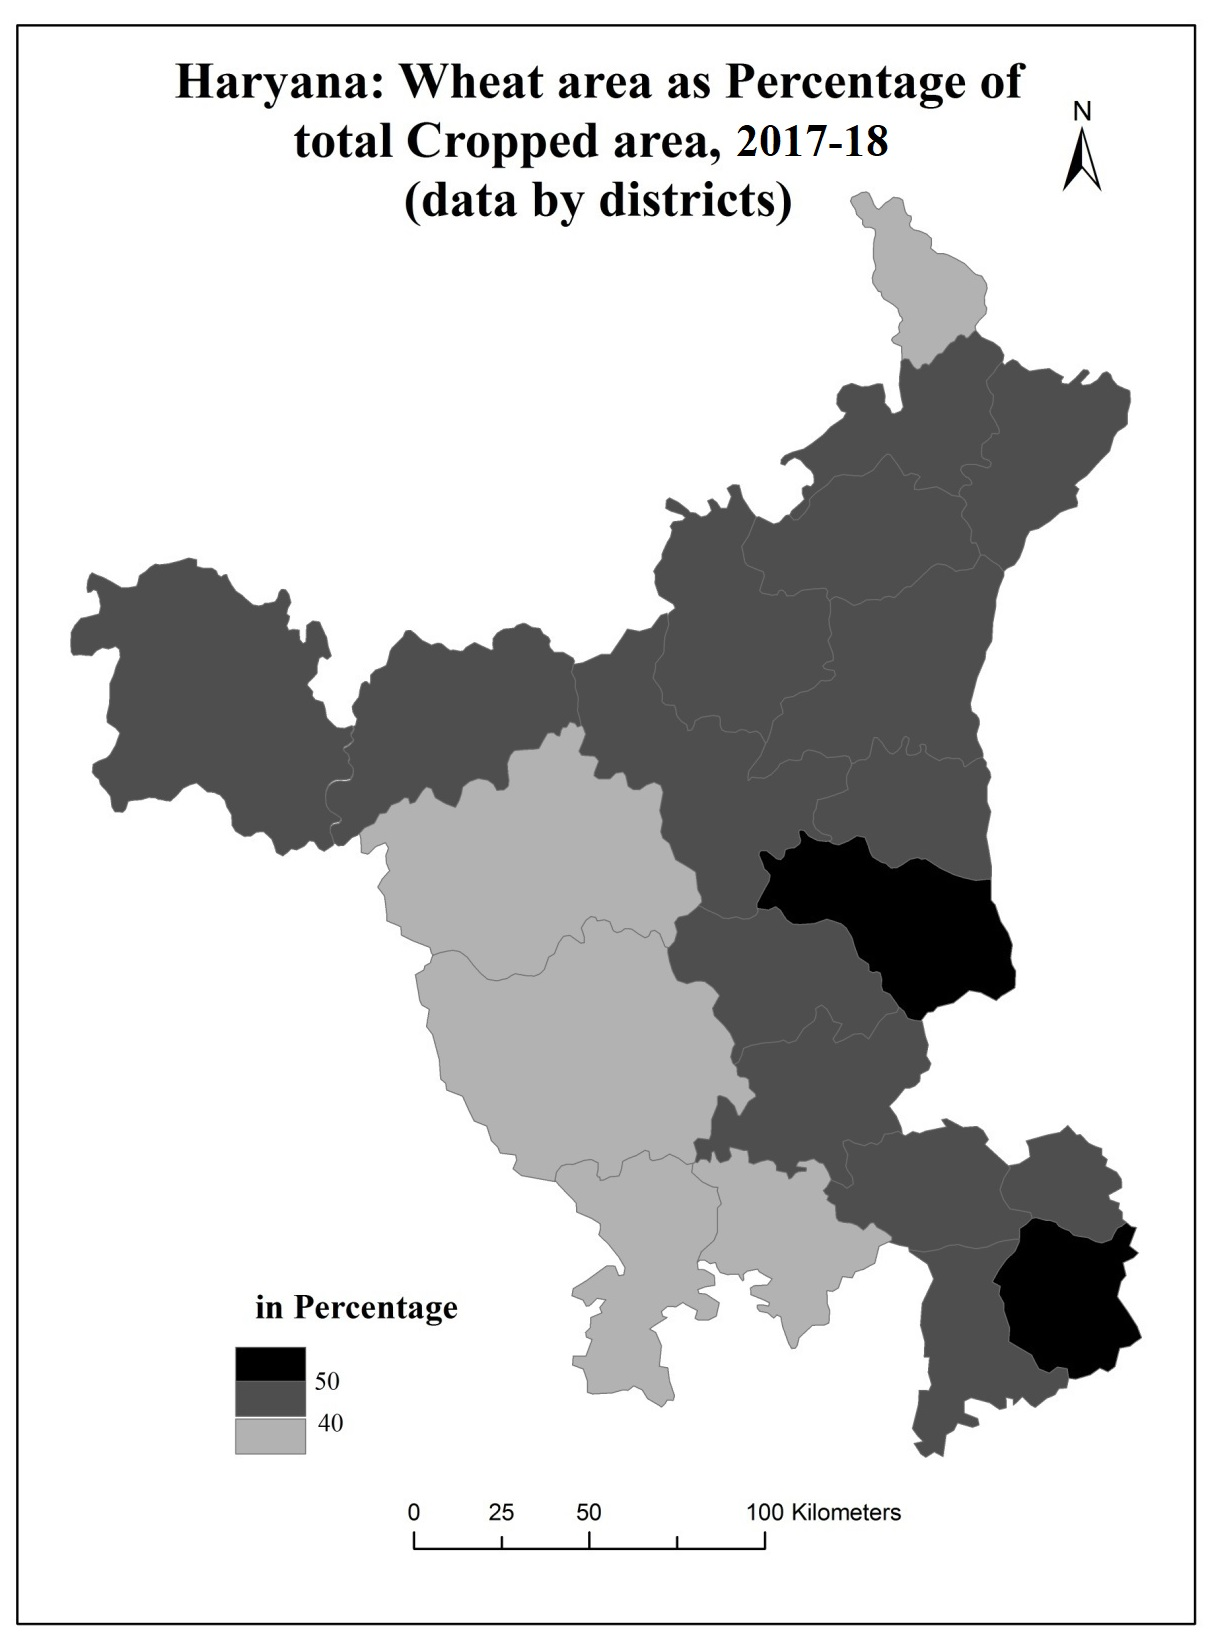 Haryana: Wheat area as Percentage of
total Cropped area, 2017-18
(data by districts)
N
in Percentage
50
40
0 25 50 100 Kilometers